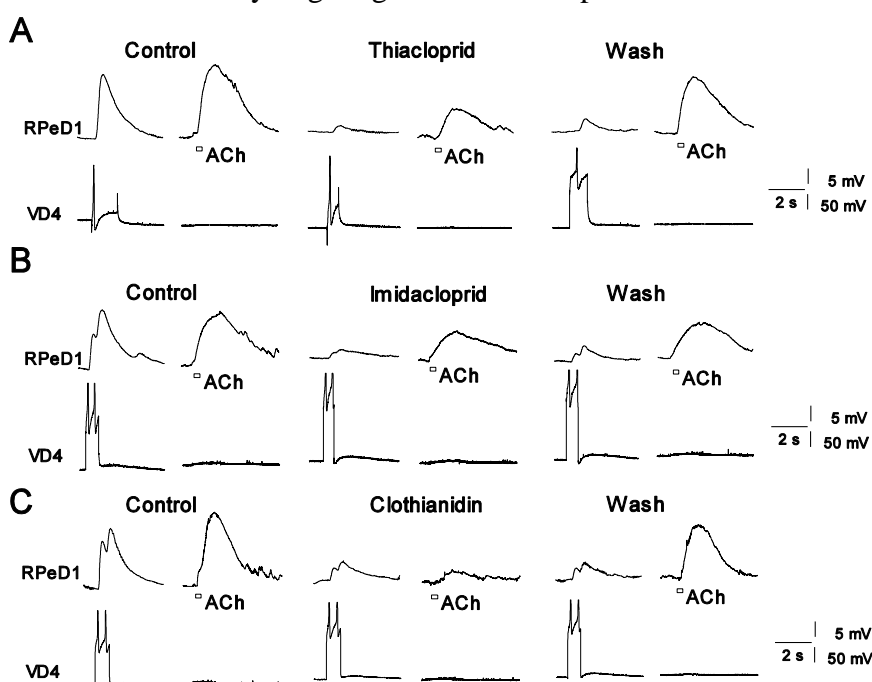 A
Control Thiacloprid Wash
RPeD1
ACh ACh ACh
VD4
5 mV
2 s 50 mV
B
Control Imidacloprid Wash
RPeD1
ACh ACh ACh
5 mV
2 s 50 mV
VD4
C
Control Clothianidin Wash
RPeD1
ACh ACh ACh
5 mV
2 s 50 mV
VD4